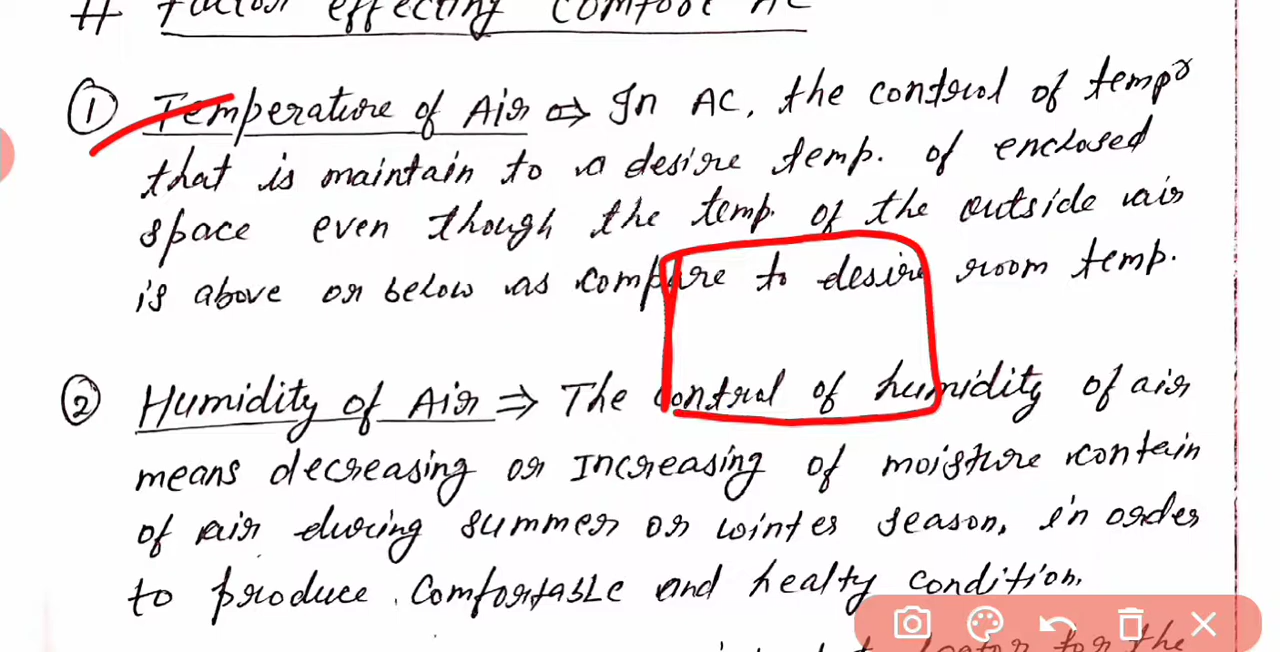 # Factor effecting Comfort AC
① Temperature of Air ⇒ In AC, the control of tempr
that is maintain to a desire temp. of enclosed
space even though the temp. of the outside air
is above or below as compare to desire room temp.
② Humidity of Air ⇒ The control of humidity of air
means decreasing or Increasing of moisture contain
of air during summer or winter season, in order
to produce comfortable and healty condition.
for the